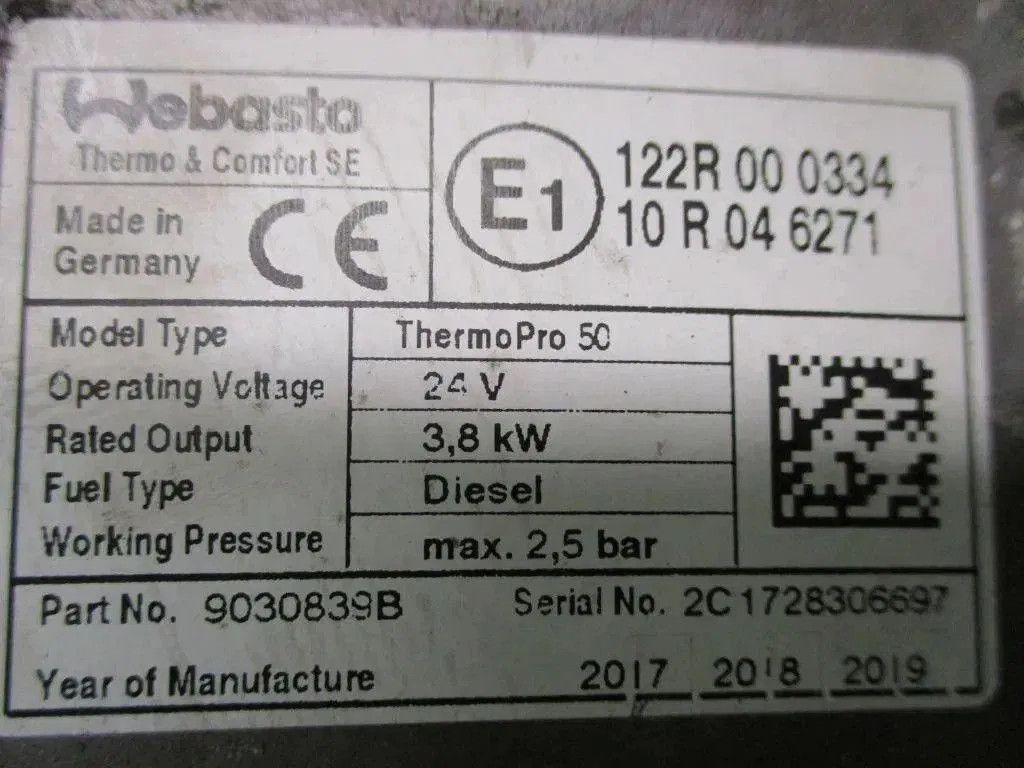 Webasto
Thermo & Comfort SE
Made in
Germany
CE
E1
122R 00 0334
10 R 04 6271
Model Type ThermoPro 50
Operating Voltage 24 V
Rated Output 3,8 kW
Fuel Type Diesel
Working Pressure max. 2,5 bar
Part No. 9030839B Serial No. 2C1728306697
Year of Manufacture 2017 2018 2019